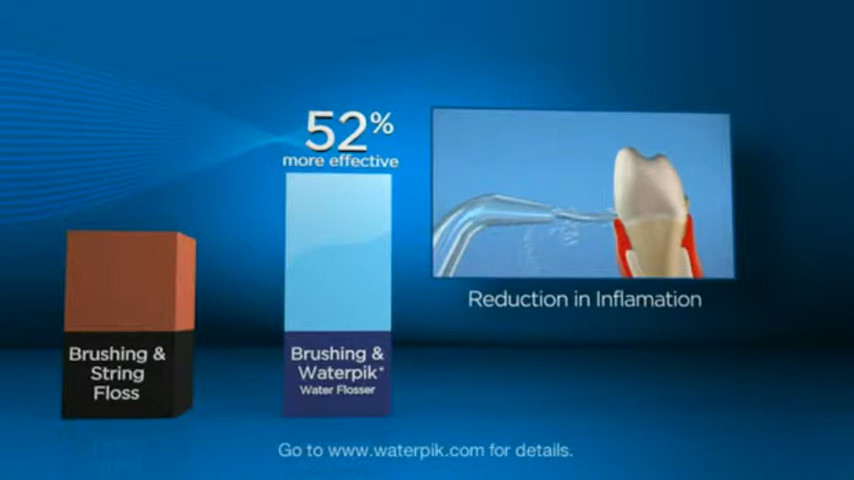 52%
more effective
Reduction in Inflamation
Brushing &
String
Floss
Brushing &
Waterpik*
Water Flosser
Go to www.waterpik.com for details.